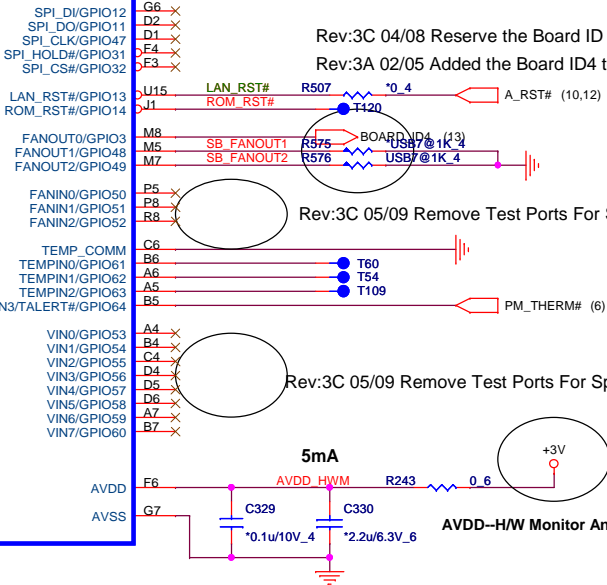 SPI_DI/GPIO12 G6
SPI_DO/GPIO11 D2
SPI_CLK/GPIO47 D1
SPI_HOLD#/GPIO31 F4
SPI_CS#/GPIO32 F3
Rev:3C 04/08 Reserve the Board ID
Rev:3A 02/05 Added the Board ID4 t
LAN_RST#/GPIO13 U15 LAN_RST# R507 *0_4 A_RST# (10,12)
ROM_RST#/GPIO14 J1 ROM_RST# T120
FANOUT0/GPIO3 M8 BOARD_ID4 (13)
FANOUT1/GPIO48 M5 SB_FANOUT1 R575 *USB7@1K_4
FANOUT2/GPIO49 M7 SB_FANOUT2 R576 USB7@1K_4
FANIN0/GPIO50 P5
FANIN1/GPIO51 P8
FANIN2/GPIO52 R8
Rev:3C 05/09 Remove Test Ports For S
TEMP_COMM C6
TEMPIN0/GPIO61 B6 T60
TEMPIN1/GPIO62 A6 T54
TEMPIN2/GPIO63 A5 T109
N3/TALERT#/GPIO64 B5 PM_THERM# (6)
VIN0/GPIO53 A4
VIN1/GPIO54 B4
VIN2/GPIO55 C4
VIN3/GPIO56 D4
VIN4/GPIO57 D5
VIN5/GPIO58 D6
VIN6/GPIO59 A7
VIN7/GPIO60 B7
Rev:3C 05/09 Remove Test Ports For Sp
5mA
+3V
AVDD F6 AVDD_HWM R243 0_6
AVSS G7
C329
*0.1u/10V_4
C330
*2.2u/6.3V_6
AVDD--H/W Monitor An